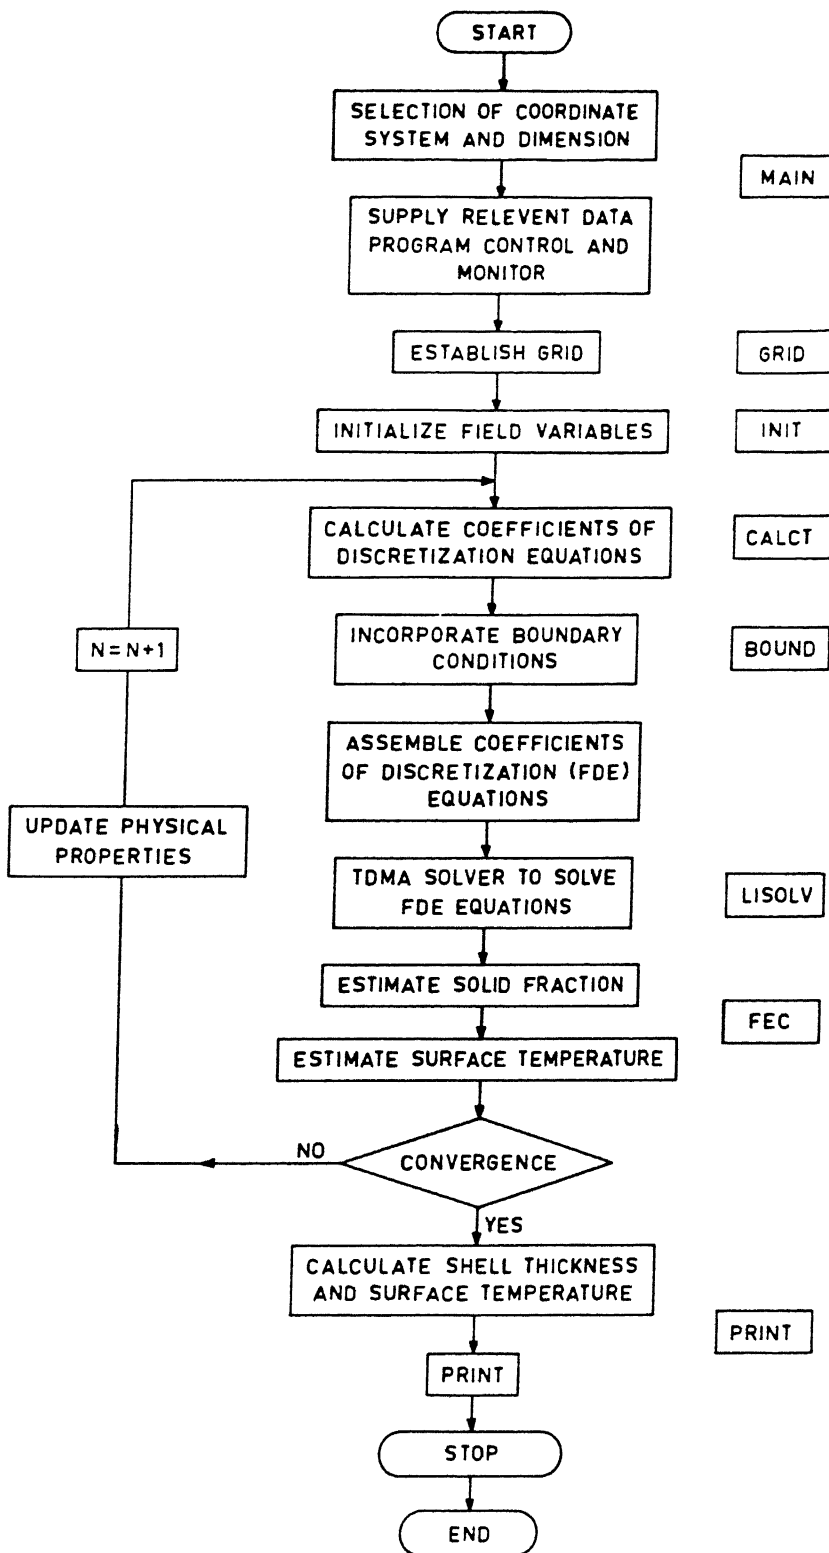 START
SELECTION OF COORDINATE
SYSTEM AND DIMENSION
MAIN
SUPPLY RELEVENT DATA
PROGRAM CONTROL AND
MONITOR
ESTABLISH GRID
GRID
INITIALIZE FIELD VARIABLES
INIT
CALCULATE COEFFICIENTS OF
DISCRETIZATION EQUATIONS
CALCT
N=N+1
INCORPORATE BOUNDARY
CONDITIONS
BOUND
ASSEMBLE COEFFICIENTS
OF DISCRETIZATION (FDE)
EQUATIONS
UPDATE PHYSICAL
PROPERTIES
TDMA SOLVER TO SOLVE
FDE EQUATIONS
LISOLV
ESTIMATE SOLID FRACTION
FEC
ESTIMATE SURFACE TEMPERATURE
NO
CONVERGENCE
YES
CALCULATE SHELL THICKNESS
AND SURFACE TEMPERATURE
PRINT
PRINT
STOP
END